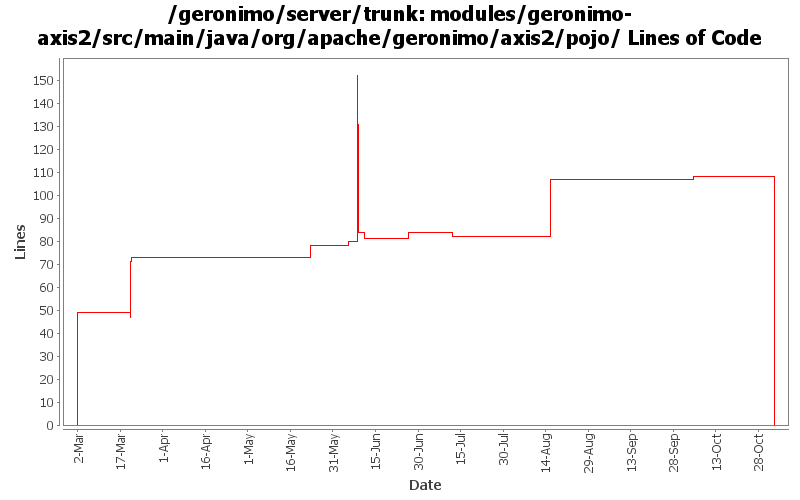 /geronimo/server/trunk: modules/geronimo-
axis2/src/main/java/org/apache/geronimo/axis2/pojo/ Lines of Code
150
140
130
120
110
100
90
80
70
60
50
40
30
20
10
0
Lines
2-Mar
17-Mar
1-Apr
16-Apr
1-May
16-May
31-May
15-Jun
30-Jun
15-Jul
30-Jul
14-Aug
29-Aug
13-Sep
28-Sep
13-Oct
28-Oct
Date